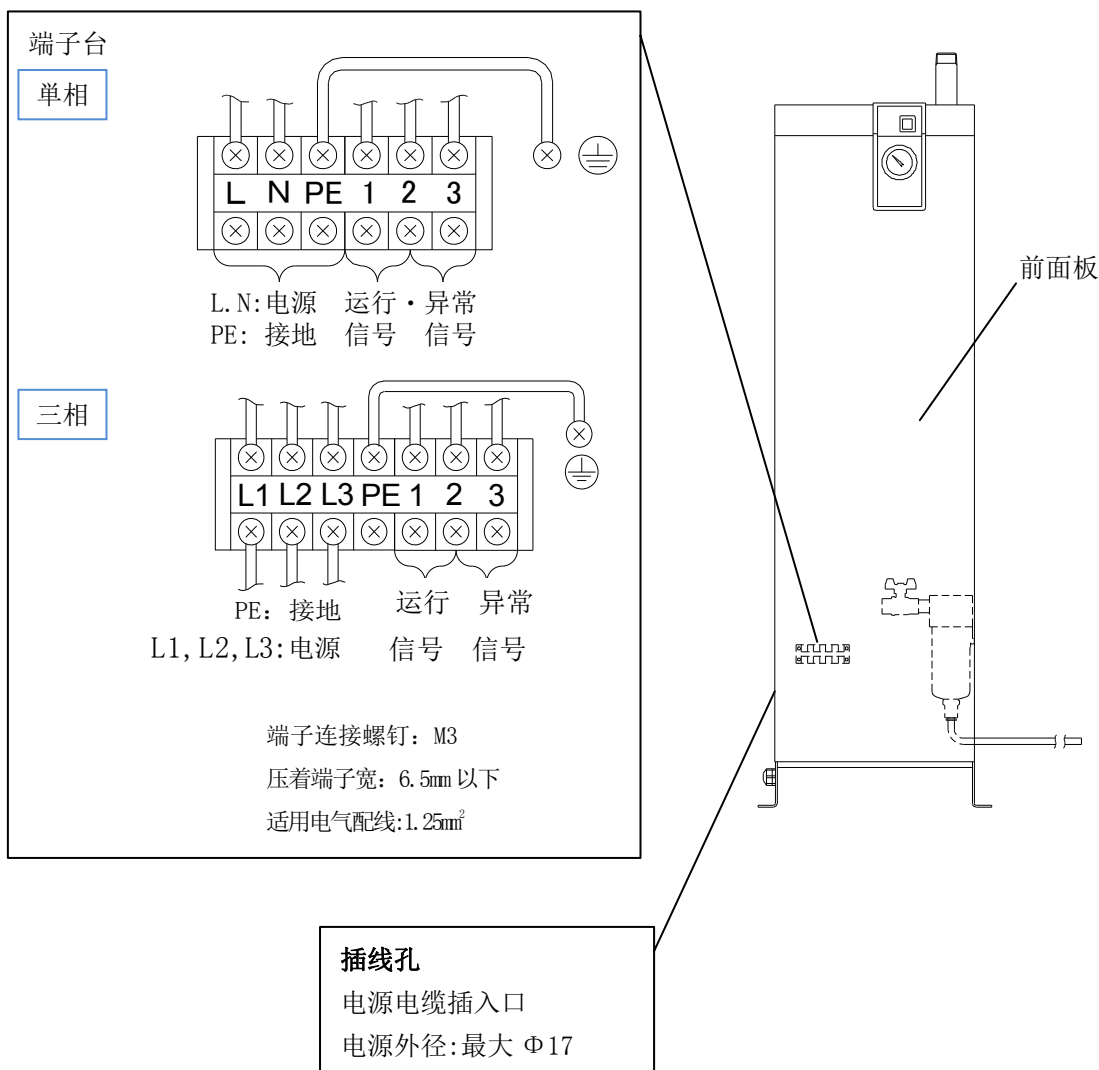 端子台
単相
L N PE 1 2 3
L.N:电源 运行・异常
PE: 接地 信号 信号
前面板
三相
L1 L2 L3 PE 1 2 3
PE：接地 运行 异常
L1,L2,L3:电源 信号 信号
端子连接螺钉：M3
压着端子宽：6.5mm 以下
适用电气配线:1.25mm²
插线孔
电源电缆插入口
电源外径:最大 Φ17